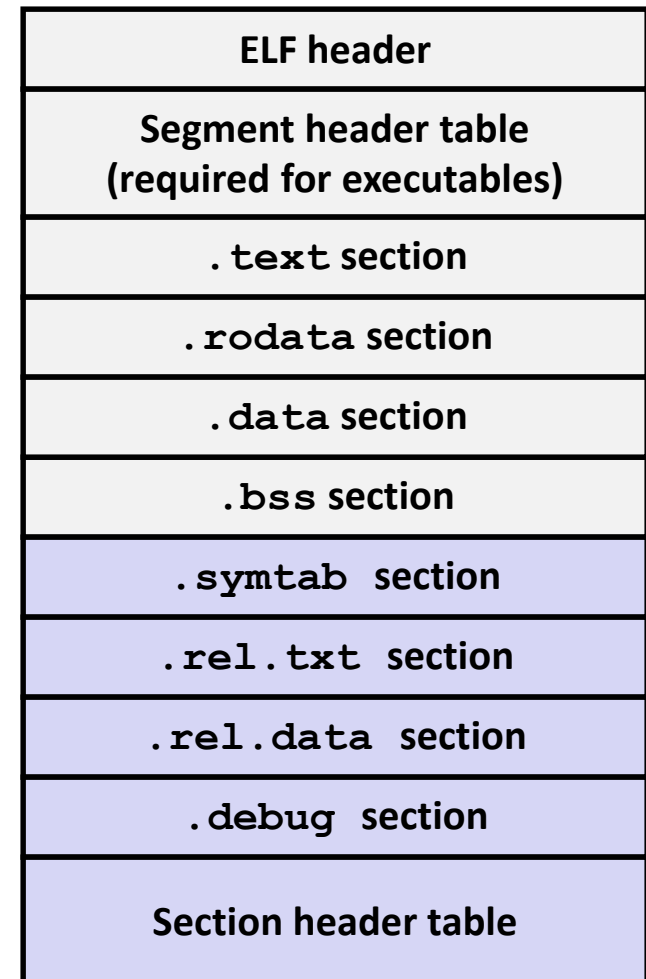 ELF header
Segment header table
(required for executables)
.text section
.rodata section
.data section
.bss section
.symtab section
.rel.txt section
.rel.data section
.debug section
Section header table